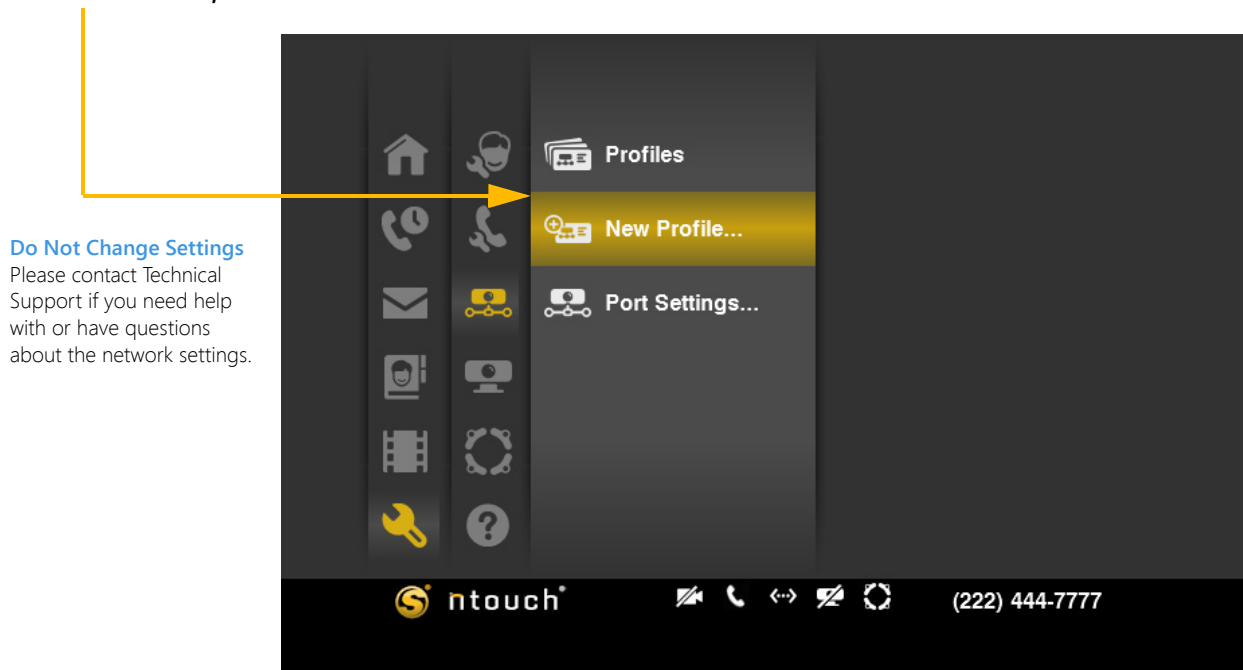 Do Not Change Settings
Please contact Technical
Support if you need help
with or have questions
about the network settings.
Profiles
New Profile...
Port Settings...
ntouch®
(222) 444-7777